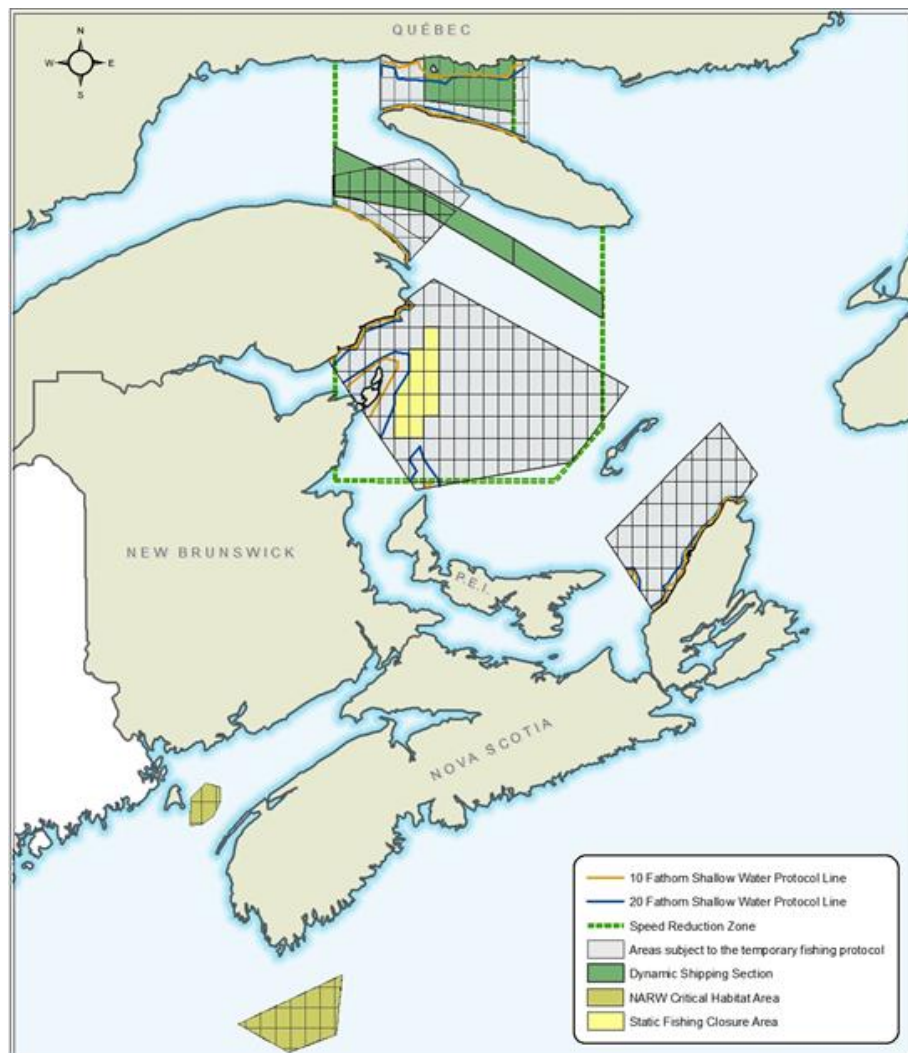 QUÉBEC
N
W E
S
NEW BRUNSWICK
P.E.I.
NOVA SCOTIA
10 Fathom Shallow Water Protocol Line
20 Fathom Shallow Water Protocol Line
Speed Reduction Zone
Areas subject to the temporary fishing protocol
Dynamic Shipping Section
NARW Critical Habitat Area
Static Fishing Closure Area